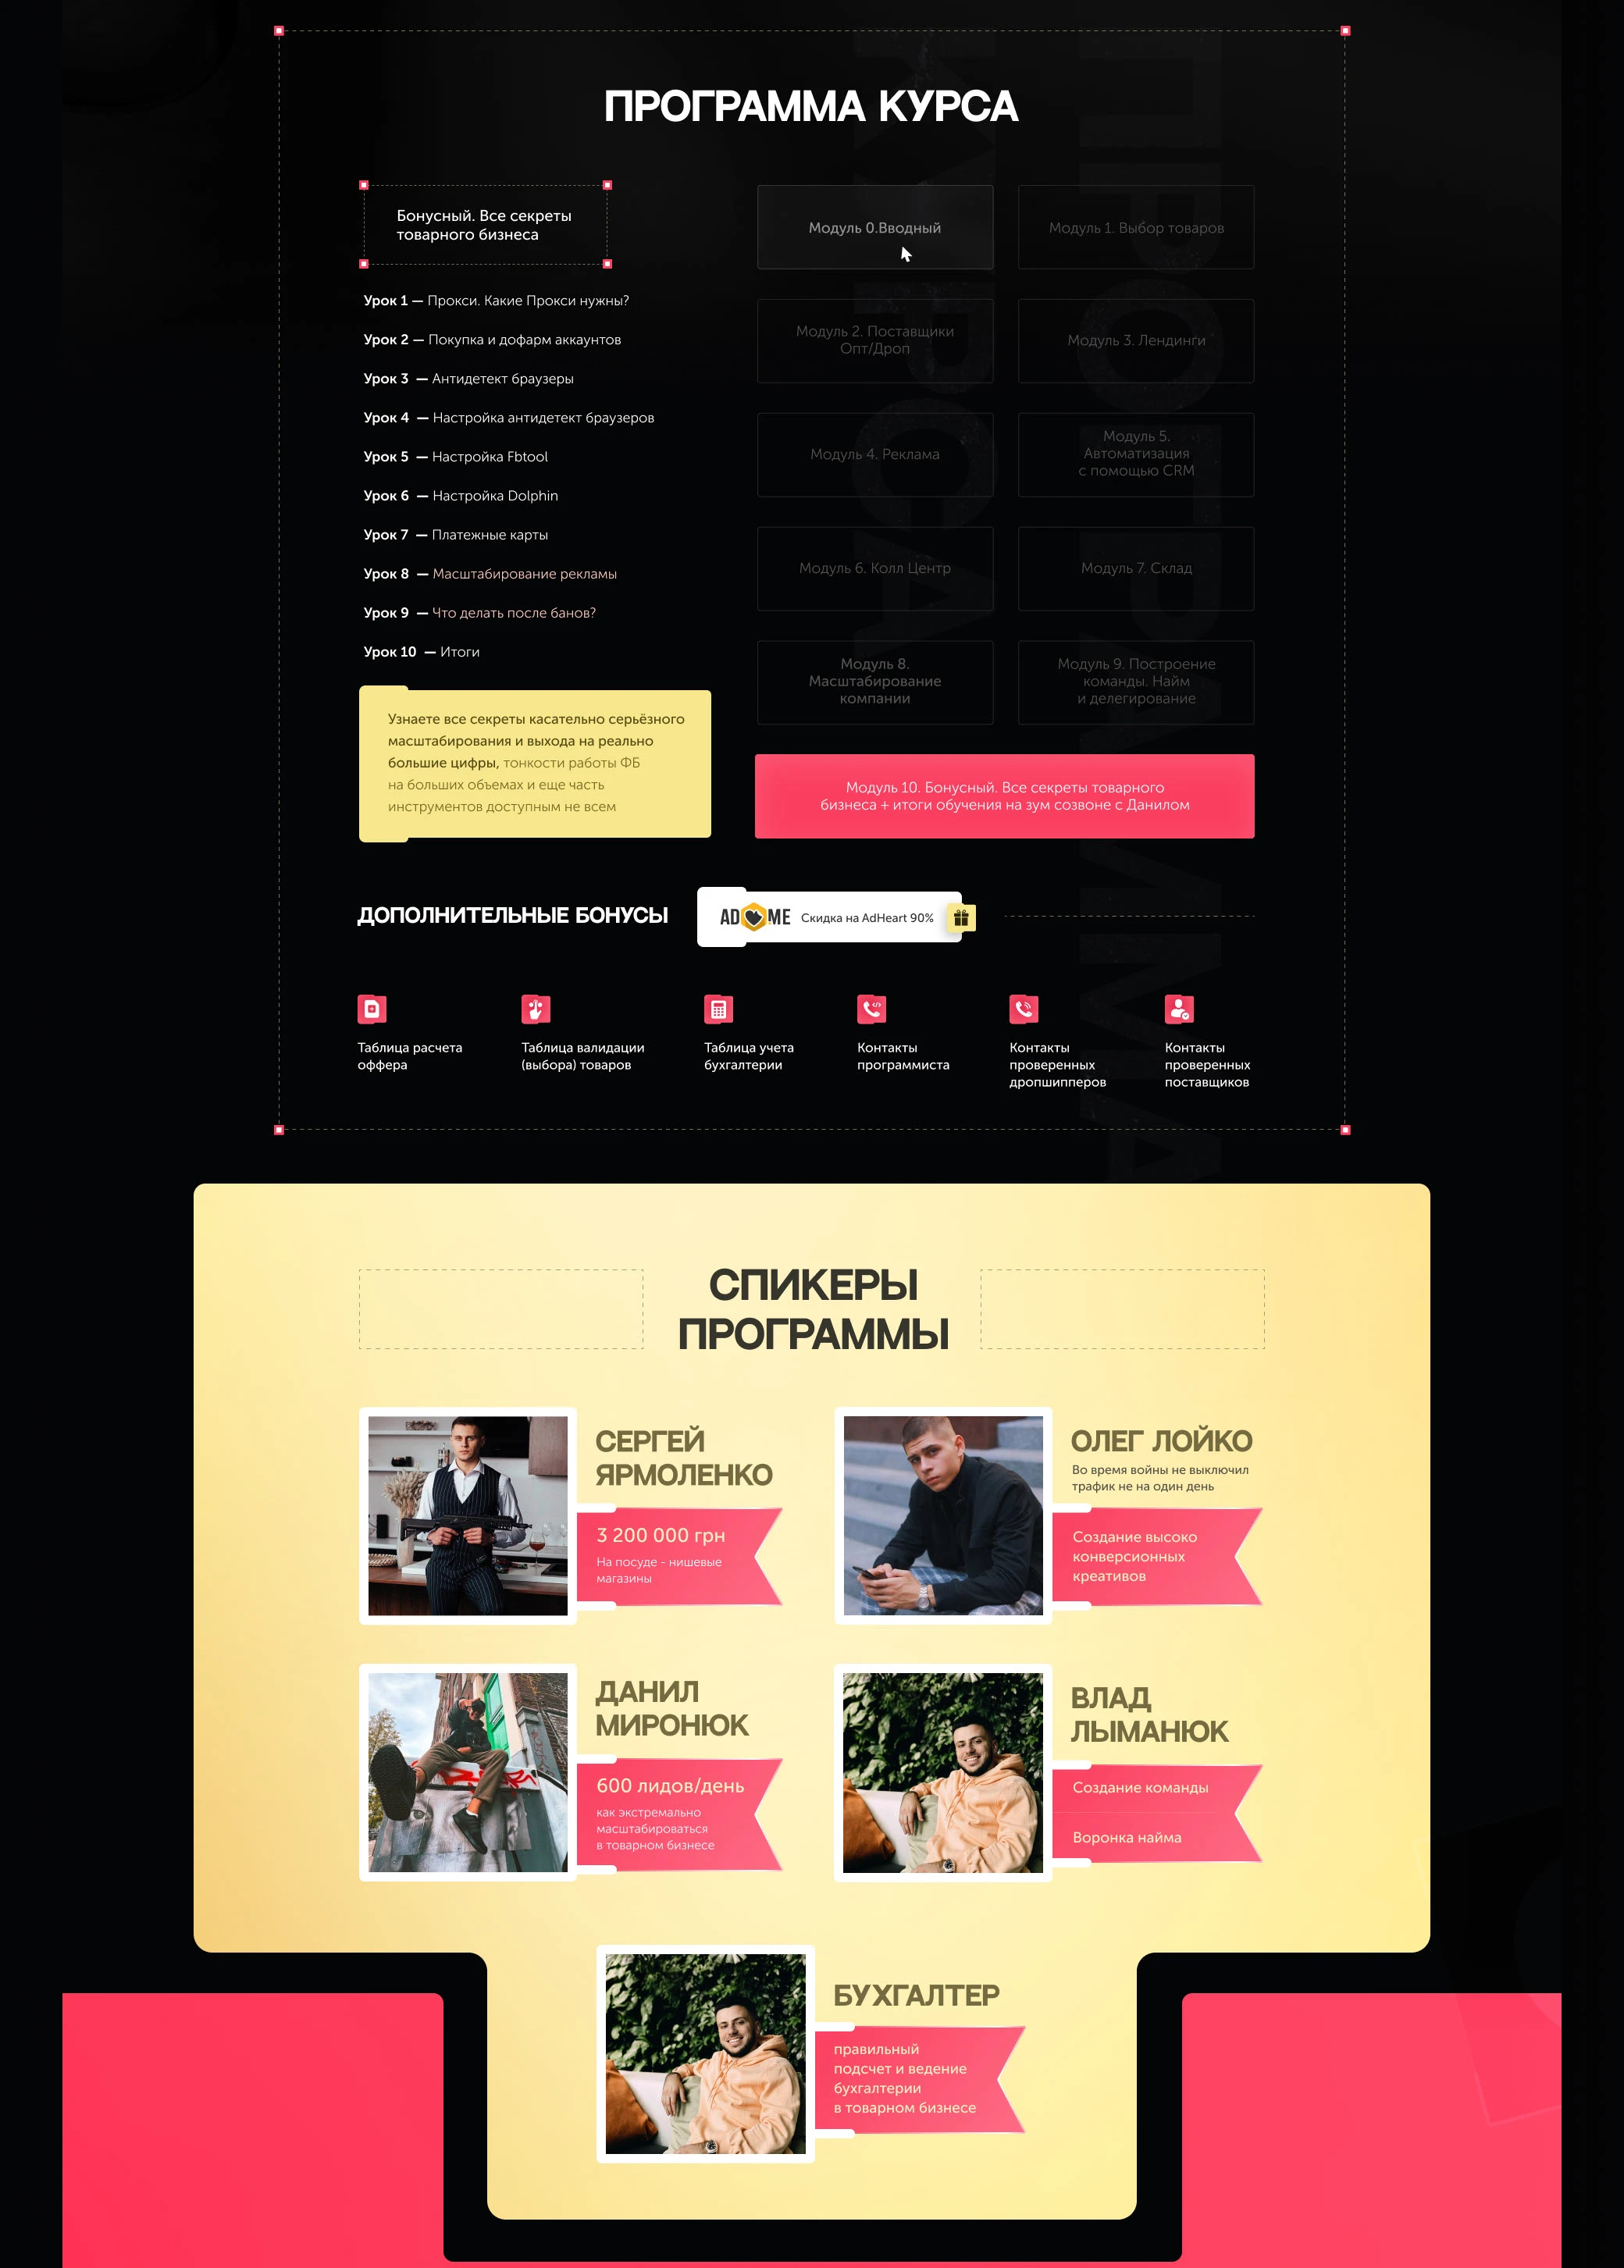 ПРОГРАММА КУРСА
Бонусный. Все секреты
товарного бизнеса
Урок 1 — Прокси. Какие Прокси нужны?
Урок 2 — Покупка и дофарм аккаунтов
Урок 3 — Антидетект браузеры
Урок 4 — Настройка антидетект браузеров
Урок 5 — Настройка Fbtool
Урок 6 — Настройка Dolphin
Урок 7 — Платежные карты
Урок 8 — Масштабирование рекламы
Урок 9 — Что делать после банов?
Урок 10 — Итоги
Узнаете все секреты касательно серьёзного
масштабирования и выхода на реально
большие цифры, тонкости работы ФБ
на больших объемах и еще часть
инструментов доступным не всем
Модуль 0.Вводный
Модуль 1. Выбор товаров
Модуль 2. Поставщики
Опт/Дроп
Модуль 3. Лендинги
Модуль 4. Реклама
Модуль 5.
Автоматизация
с помощью CRM
Модуль 6. Колл Центр
Модуль 7. Склад
Модуль 8.
Масштабирование
компании
Модуль 9. Построение
команды. Найм
и делегирование
Модуль 10. Бонусный. Все секреты товарного
бизнеса + итоги обучения на зум созвоне с Данилом
ДОПОЛНИТЕЛЬНЫЕ БОНУСЫ
AD ME Скидка на AdHeart 90%
Таблица расчета
оффера
Таблица валидации
(выбора) товаров
Таблица учета
бухгалтерии
Контакты
программиста
Контакты
проверенных
дропшипперов
Контакты
проверенных
поставщиков
ПРОГРАММА
КУРСА
СПИКЕРЫ
ПРОГРАММЫ
СЕРГЕЙ
ЯРМОЛЕНКО
3 200 000 грн
На посуде - нишевые
магазины
ОЛЕГ ЛОЙКО
Во время войны не выключил
трафик не на один день
Создание высоко
конверсионных
креативов
ДАНИЛ
МИРОНЮК
600 лидов/день
как экстремально
масштабироваться
в товарном бизнесе
ВЛАД
ЛЫМАНЮК
Создание команды
Воронка найма
БУХГАЛТЕР
правильный
подсчет и ведение
бухгалтерии
в товарном бизнесе